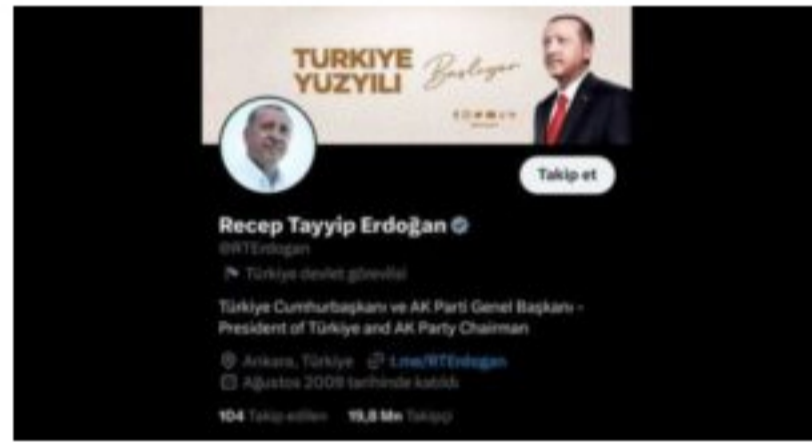 TURKIYE
YUZYILI
Başlıyor
Takip et
Recep Tayyip Erdoğan
@RTErdogan
Türkiye devlet görevlisi
Türkiye Cumhurbaşkanı ve AK Parti Genel Başkanı -
President of Türkiye and AK Party Chairman
Ankara, Türkiye t.me/RTErdogan
Ağustos 2009 tarihinde katıldı
104 Takip edilen 19,8 Mn Takipçi